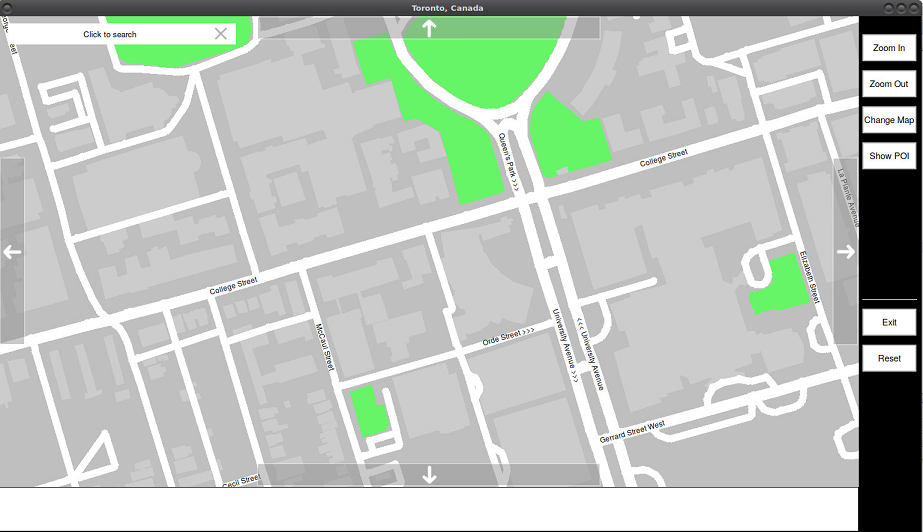 Toronto, Canada
Click to search
Zoom In
Zoom Out
Change Map
Show POI
Exit
Reset
Queen's Park >>>
College Street
La Plante Avenue
Elizabeth Street
College Street
McCaul Street
Orde Street >>>
University Avenue >>>
<<< University Avenue
Gerrard Street West
Cecil Street